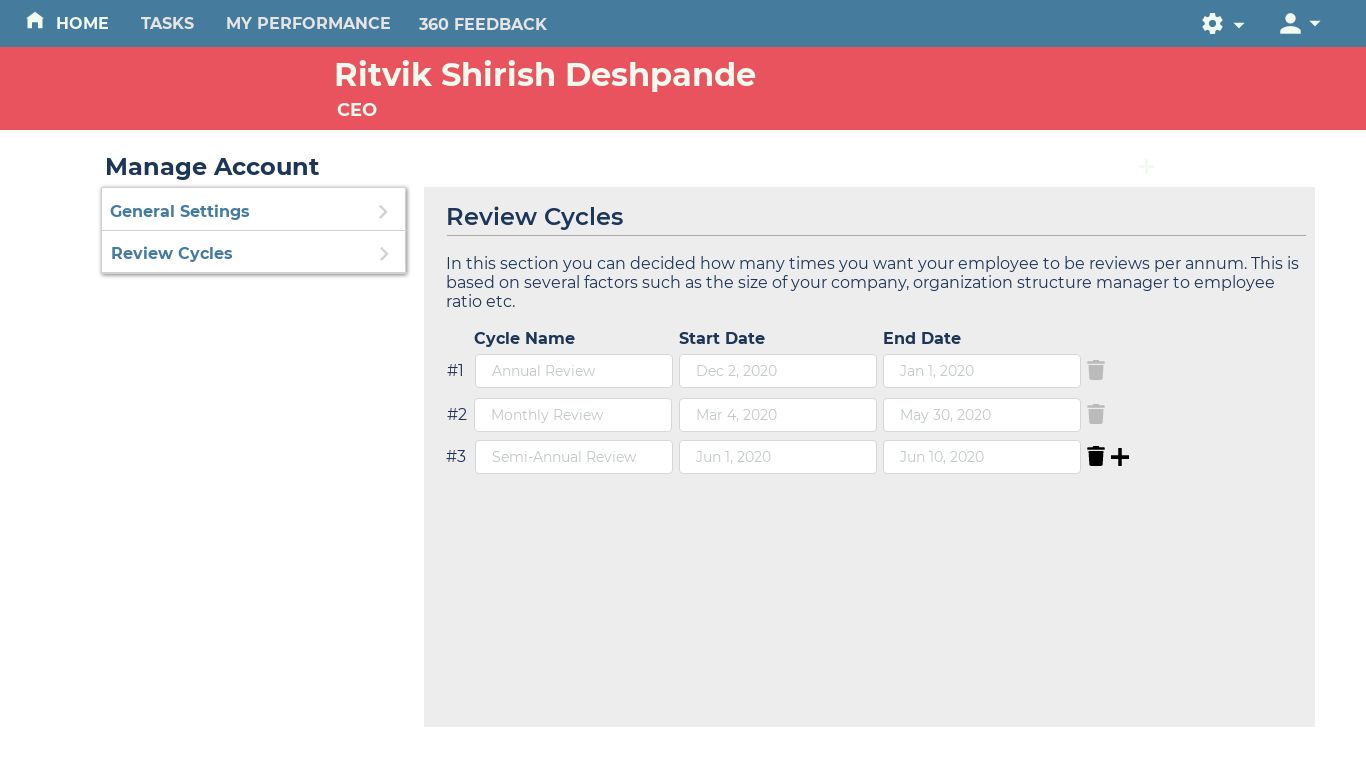 HOME TASKS MY PERFORMANCE 360 FEEDBACK
Ritvik Shirish Deshpande
CEO
Manage Account
General Settings
Review Cycles
Review Cycles
In this section you can decided how many times you want your employee to be reviews per annum. This is
based on several factors such as the size of your company, organization structure manager to employee
ratio etc.
Cycle Name Start Date End Date
#1 Annual Review Dec 2, 2020 Jan 1, 2020
#2 Monthly Review Mar 4, 2020 May 30, 2020
#3 Semi-Annual Review Jun 1, 2020 Jun 10, 2020